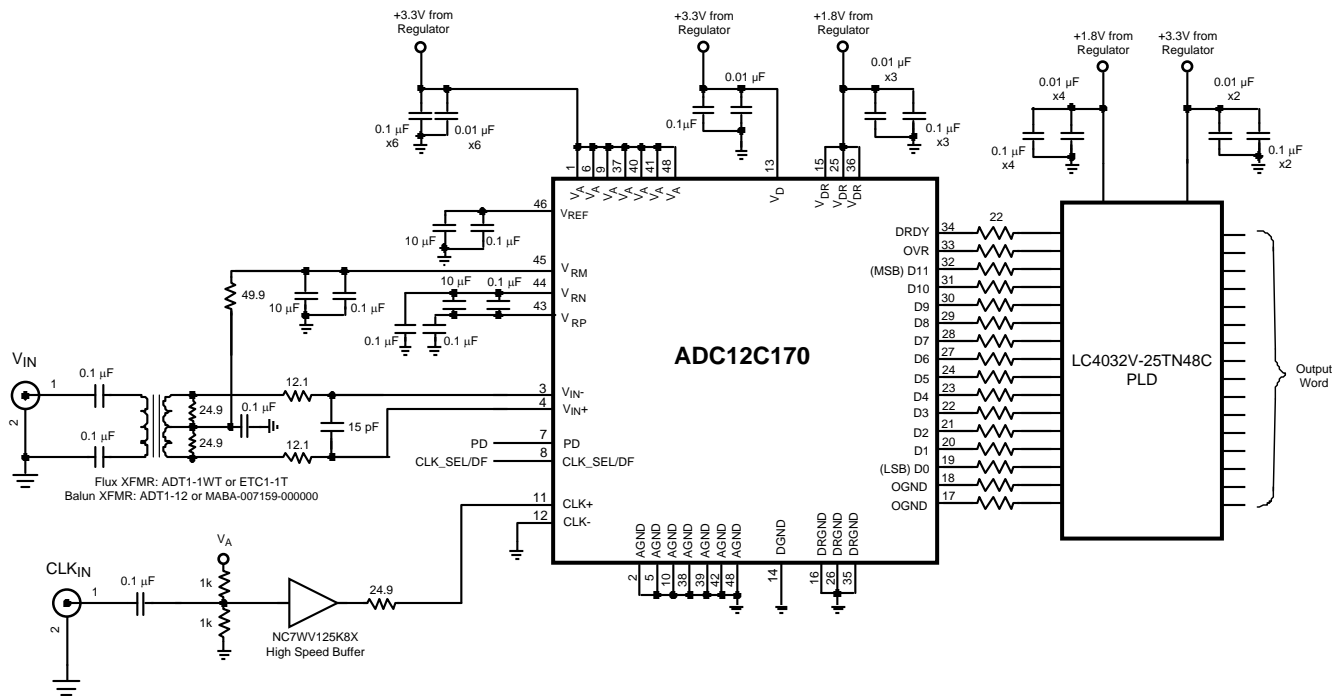 +3.3V from
Regulator
+3.3V from
Regulator
+1.8V from
Regulator
+1.8V from
Regulator
+3.3V from
Regulator
0.1 µF
x6
0.01 µF
x6
0.01 µF
0.1µF
0.01 µF
x3
0.1 µF
x3
0.01 µF
x4
0.1 µF
x4
0.01 µF
x2
0.1 µF
x2
1
6
9
37
40
41
48
13
15
25
36
VA
VA
VA
VA
VA
VA
VA
VD
VDR
VDR
VDR
46
VREF
10 µF
0.1 µF
45
VRM
49.9
10 µF
0.1 µF
44
VRN
43
VRP
10 µF
0.1 µF
0.1 µF
0.1 µF
ADC12C170
VIN
1
2
0.1 µF
0.1 µF
24.9
24.9
0.1 µF
12.1
12.1
15 pF
3
VIN-
4
VIN+
PD
7
PD
CLK_SEL/DF
8
CLK_SEL/DF
Flux XFMR: ADT1-1WT or ETC1-1T
Balun XFMR: ADT1-12 or MABA-007159-000000
11
CLK+
12
CLK-
CLKIN
1
2
0.1 µF
VA
1k
1k
NC7WV125K8X
High Speed Buffer
24.9
AGND
AGND
AGND
AGND
AGND
AGND
AGND
DGND
DRGND
DRGND
DRGND
2
5
10
38
39
42
48
14
16
26
35
DRDY 34 22
OVR 33
(MSB) D11 32
D10 31
D9 30
D8 29
D7 28
D6 27
D5 24
D4 23
D3 22
D2 21
D1 20
(LSB) D0 19
OGND 18
OGND 17
LC4032V-25TN48C
PLD
Output
Word